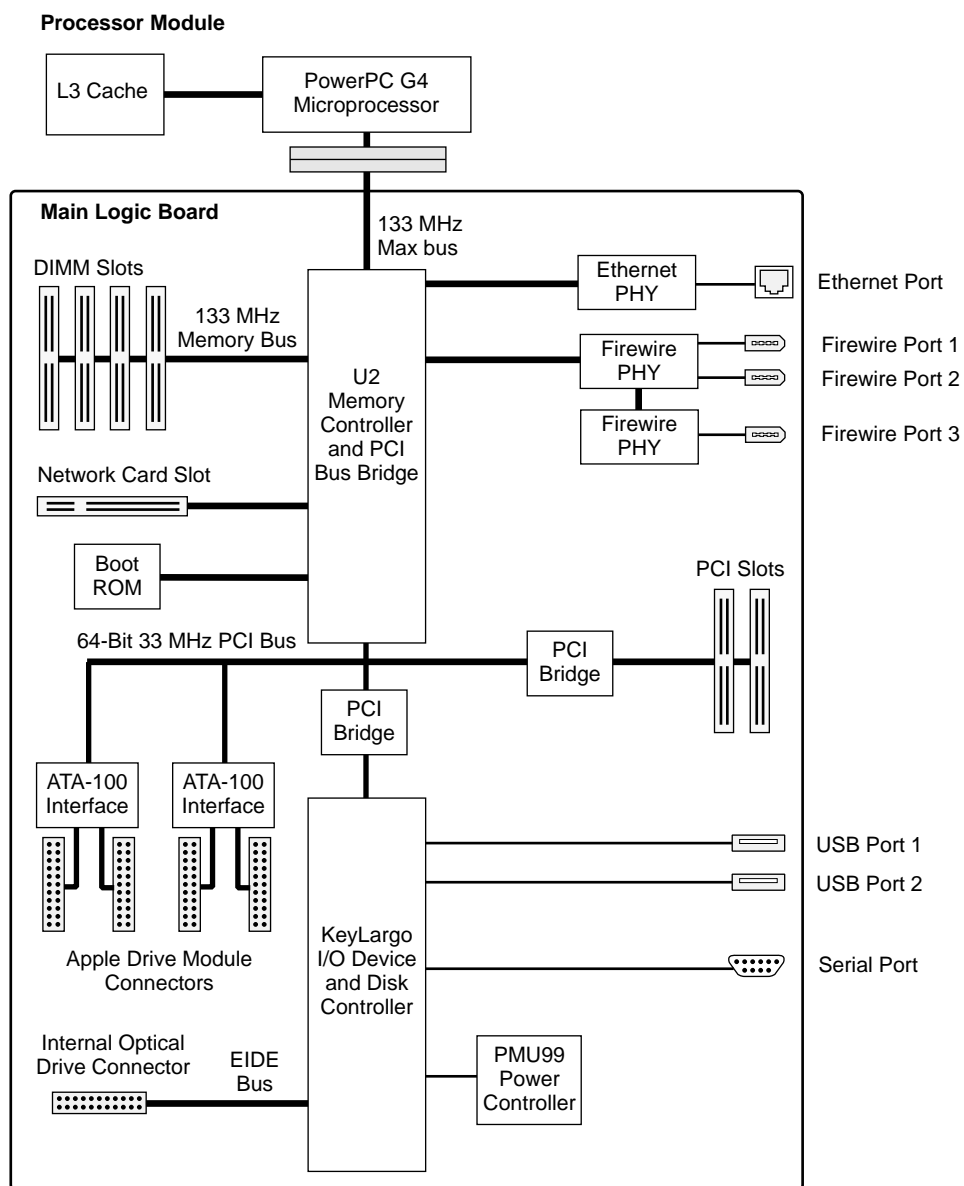 Processor Module
L3 Cache
PowerPC G4
Microprocessor
Main Logic Board
133 MHz
Max bus
DIMM Slots
133 MHz
Memory Bus
U2
Memory
Controller
and PCI
Bus Bridge
Ethernet
PHY
Ethernet Port
Firewire
PHY
Firewire Port 1
Firewire Port 2
Firewire
PHY
Firewire Port 3
Network Card Slot
Boot
ROM
PCI Slots
64-Bit 33 MHz PCI Bus
PCI
Bridge
PCI
Bridge
ATA-100
Interface
ATA-100
Interface
Apple Drive Module
Connectors
KeyLargo
I/O Device
and Disk
Controller
USB Port 1
USB Port 2
Serial Port
Internal Optical
Drive Connector
EIDE
Bus
PMU99
Power
Controller